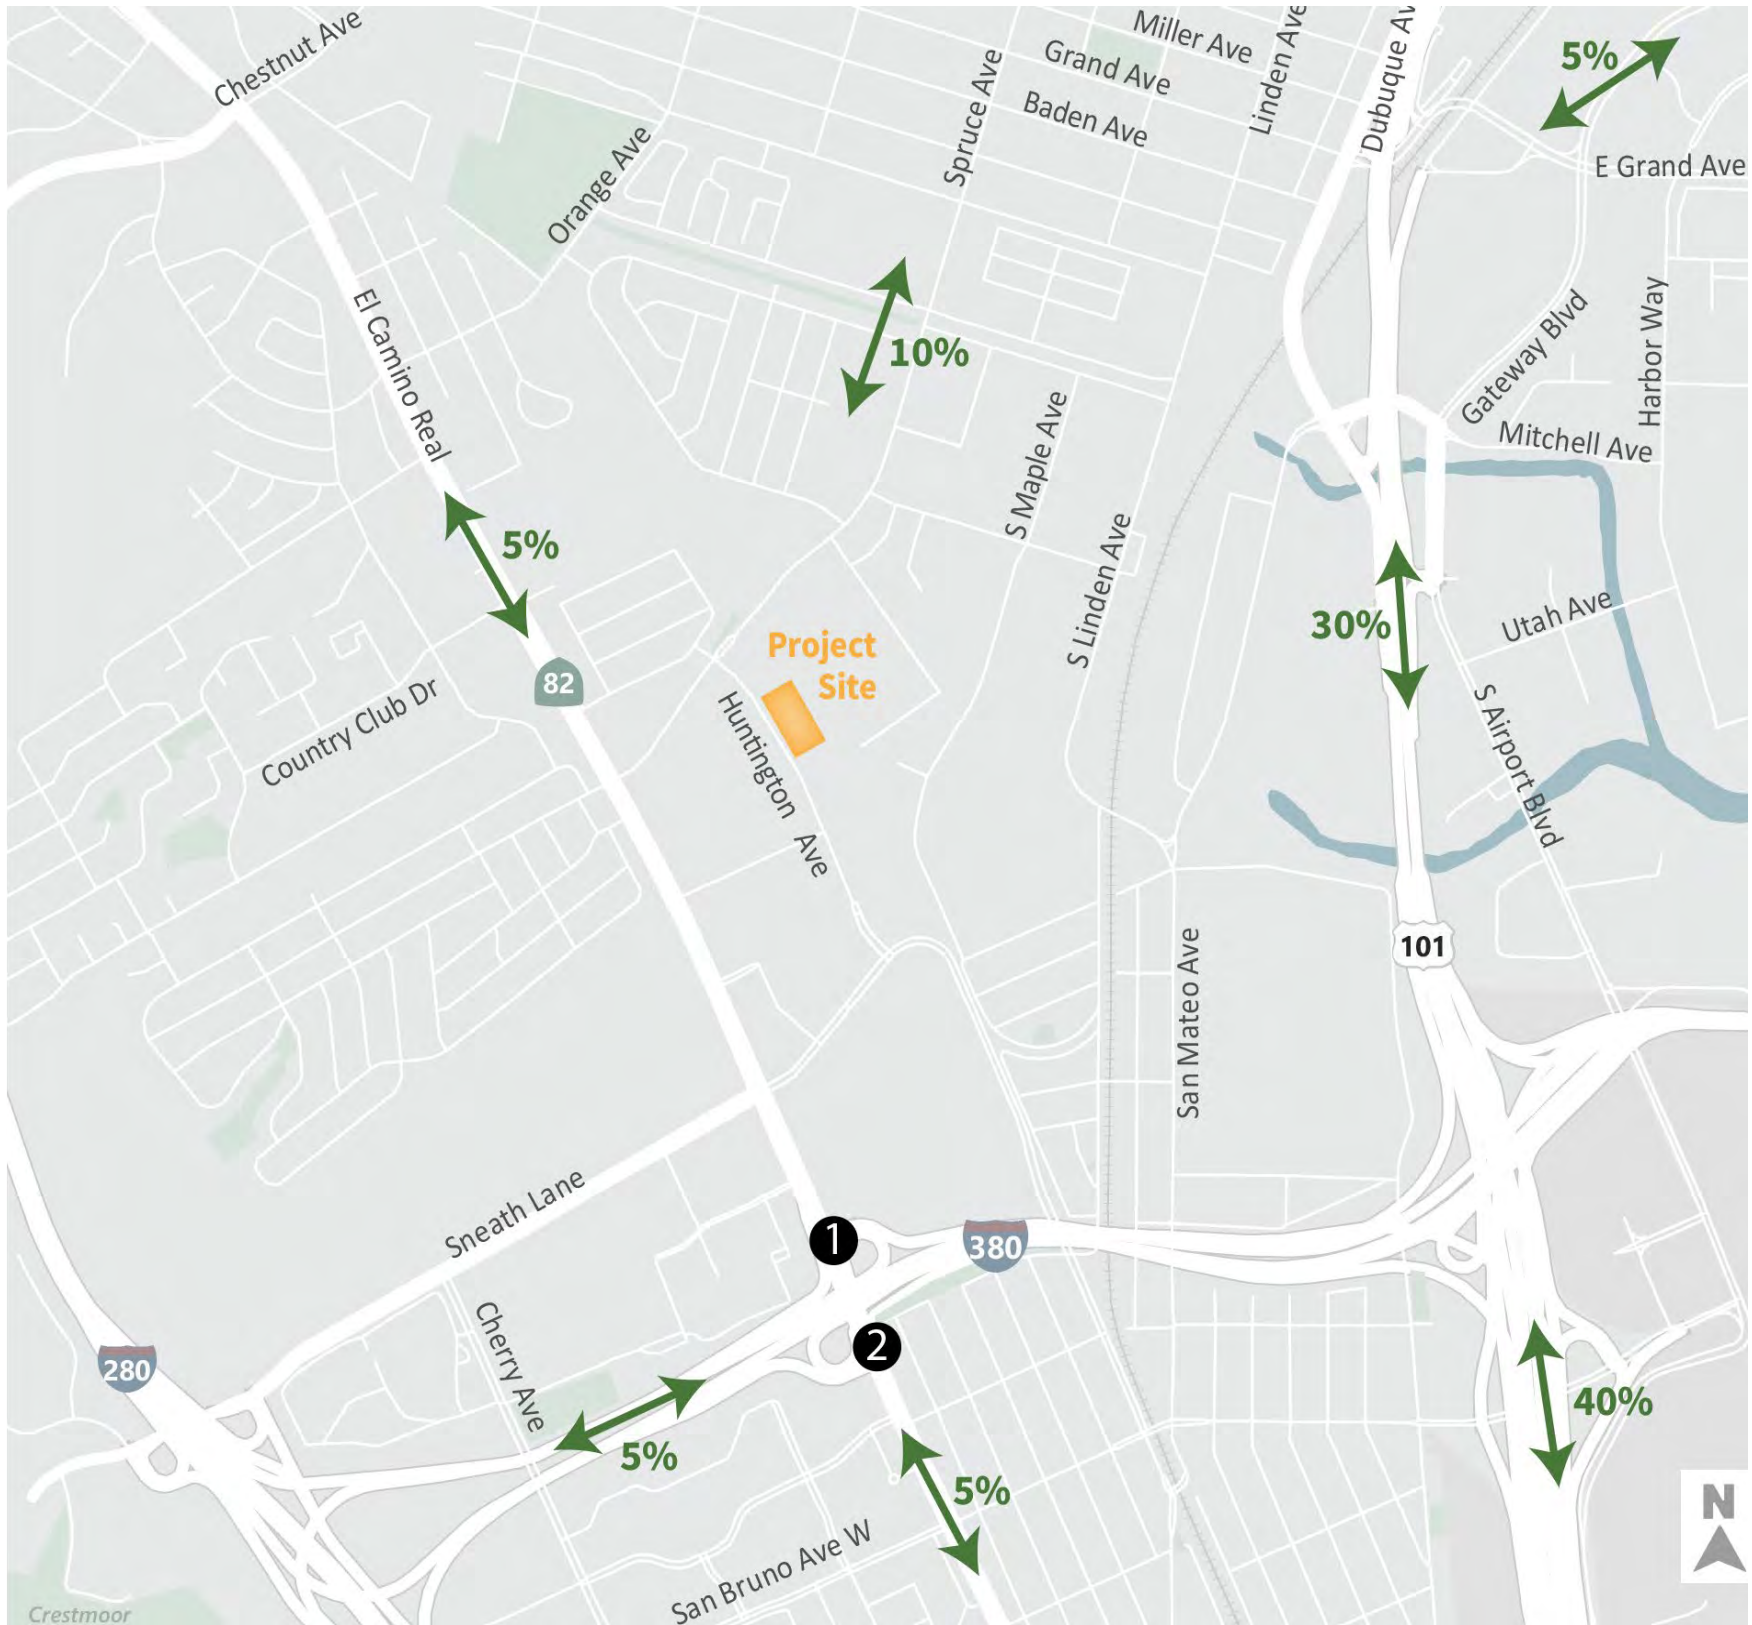 Chestnut Ave
Miller Ave
Grand Ave
Baden Ave
Linden Ave
Dubuque Av
5%
E Grand Ave
Spruce Ave
Orange Ave
10%
El Camino Real
Gateway Blvd
Harbor Way
Mitchell Ave
S Maple Ave
S Linden Ave
5%
30%
Utah Ave
Project
Site
82
Country Club Dr
Huntington Ave
S Airport Blvd
101
San Mateo Ave
Sneath Lane
1
380
2
Cherry Ave
280
5%
40%
5%
San Bruno Ave W
N
Crestmoor